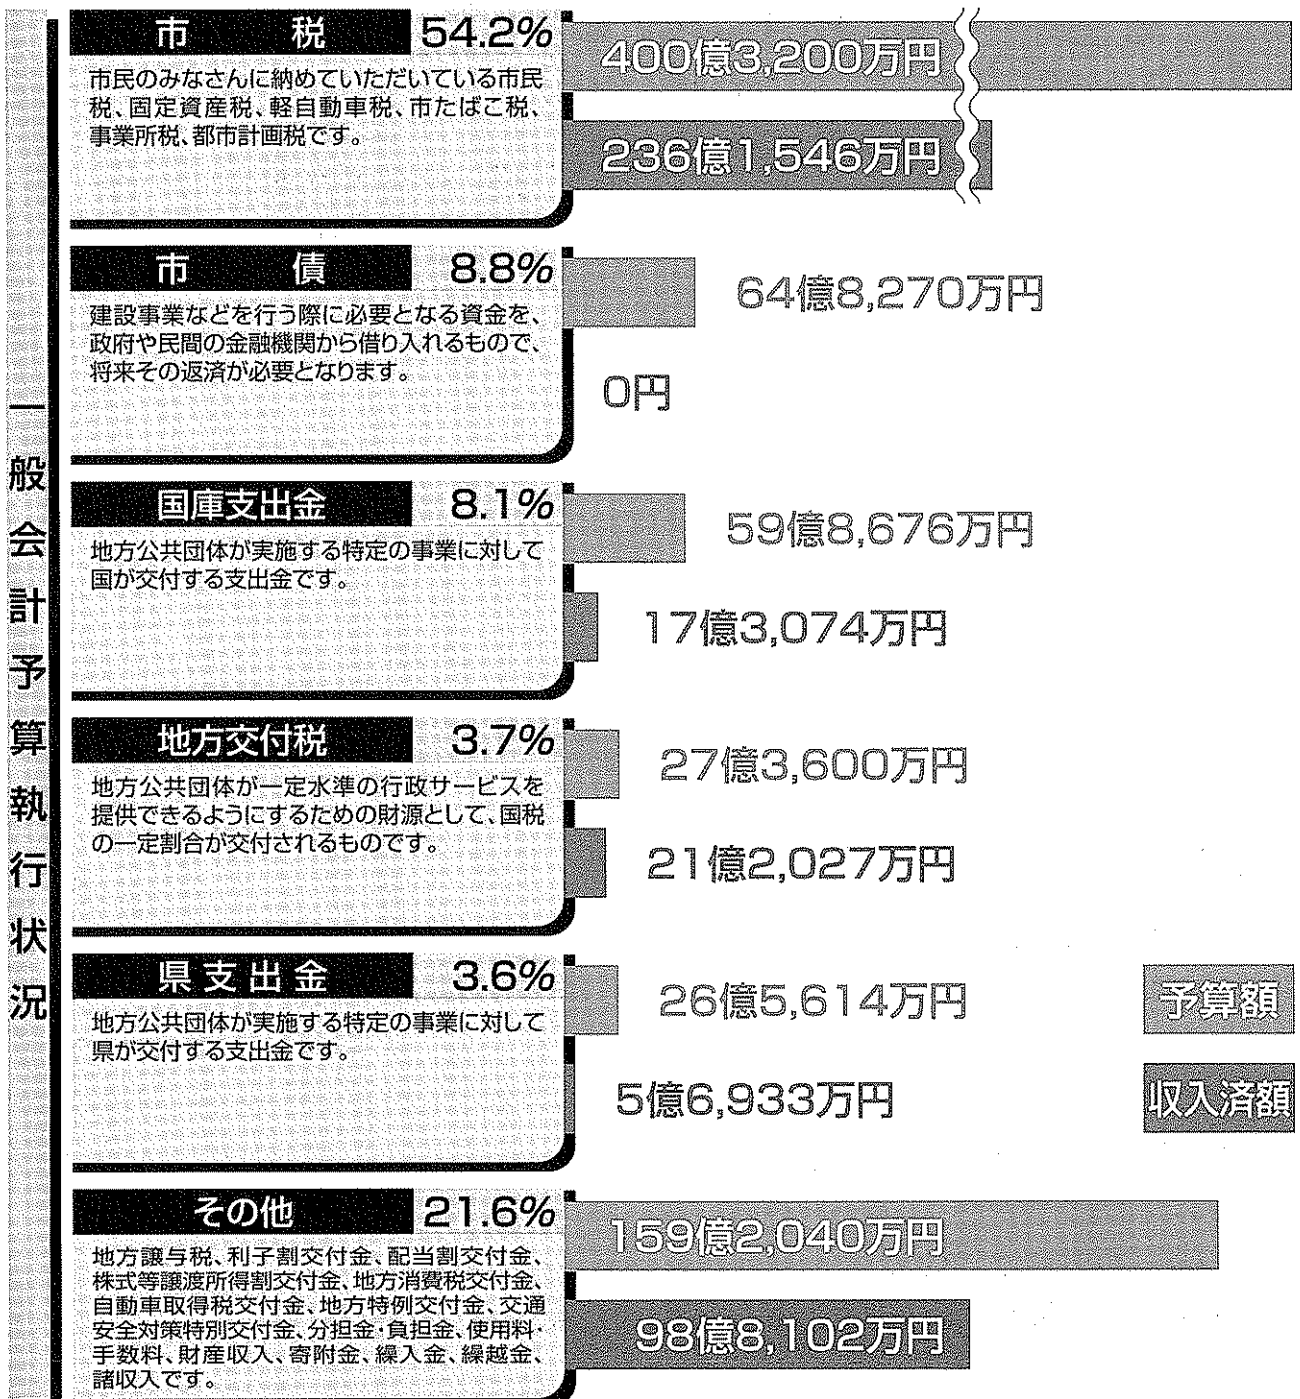 一般会計予算執行状況
市税 54.2%
市民のみなさんに納めていただいている市民
税、固定資産税、軽自動車税、市たばこ税、
事業所税、都市計画税です。
400億3,200万円
236億1,546万円
市債 8.8%
建設事業などを行う際に必要となる資金を、
政府や民間の金融機関から借り入れるもので、
将来その返済が必要となります。
64億8,270万円
0円
国庫支出金 8.1%
地方公共団体が実施する特定の事業に対して
国が交付する支出金です。
59億8,676万円
17億3,074万円
地方交付税 3.7%
地方公共団体が一定水準の行政サービスを
提供できるようにするための財源として、国税
の一定割合が交付されるものです。
27億3,600万円
21億2,027万円
県支出金 3.6%
地方公共団体が実施する特定の事業に対して
県が交付する支出金です。
26億5,614万円
5億6,933万円
予算額
収入済額
その他 21.6%
地方譲与税、利子割交付金、配当割交付金、
株式等譲渡所得割交付金、地方消費税交付金、
自動車取得税交付金、地方特例交付金、交通
安全対策特別交付金、分担金・負担金、使用料・
手数料、財産収入、寄附金、繰入金、繰越金、
諸収入です。
159億2,040万円
98億8,102万円